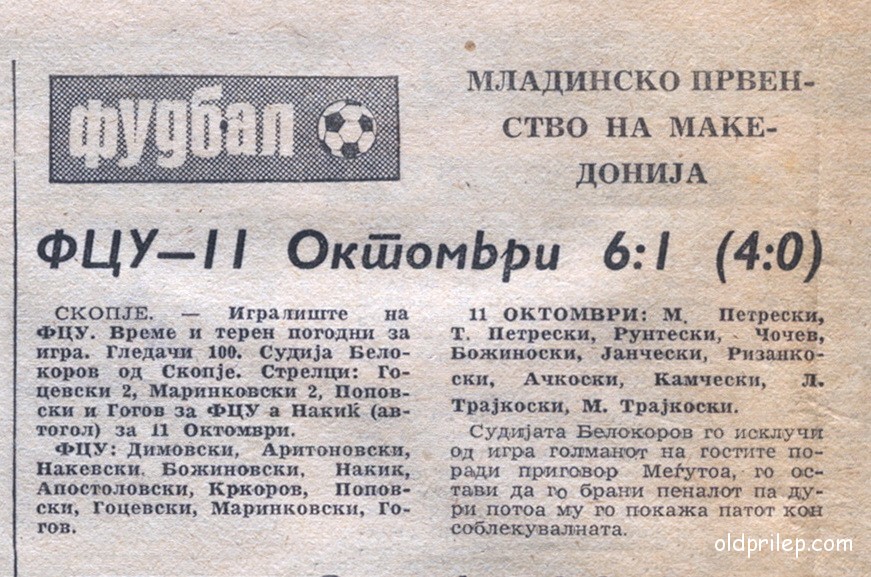 фудбал
МЛАДИНСКО ПРВЕН-
СТВО НА МАКЕ-
ДОНИЈА
ФЦУ—11 Октомври 6:1 (4:0)
СКОПЈЕ. — Игралиште на
ФЦУ. Време и терен погодни за
игра. Гледачи 100. Судија Бело-
коров од Скопје. Стрелци: Го-
цевски 2, Маринковски 2, Попов-
ски и Гогов за ФЦУ а Накиќ (ав-
тогол) за 11 Октомври.
ФЦУ: Димовски, Аритоновски,
Накевски. Божиновски, Накик,
Апостоловски, Кркоров, Попов-
ски, Гоцевски, Маринковски, Го-
гов.
11 ОКТОМВРИ: М. Петрески,
Т. Петрески, Рунтески, Чочев,
Божиноски, Јанчески, Ризанко-
ски, Ачкоски, Камчески, Л.
Трајкоски, М. Трајкоски.
Судијата Белокоров го исклучи
од игра голманот на гостите по-
ради приговор Меѓутоа, го ос-
тави да го брани пеналот па ду-
ри потоа му го покажа патот кон
соблекувалната.
oldprilep.com